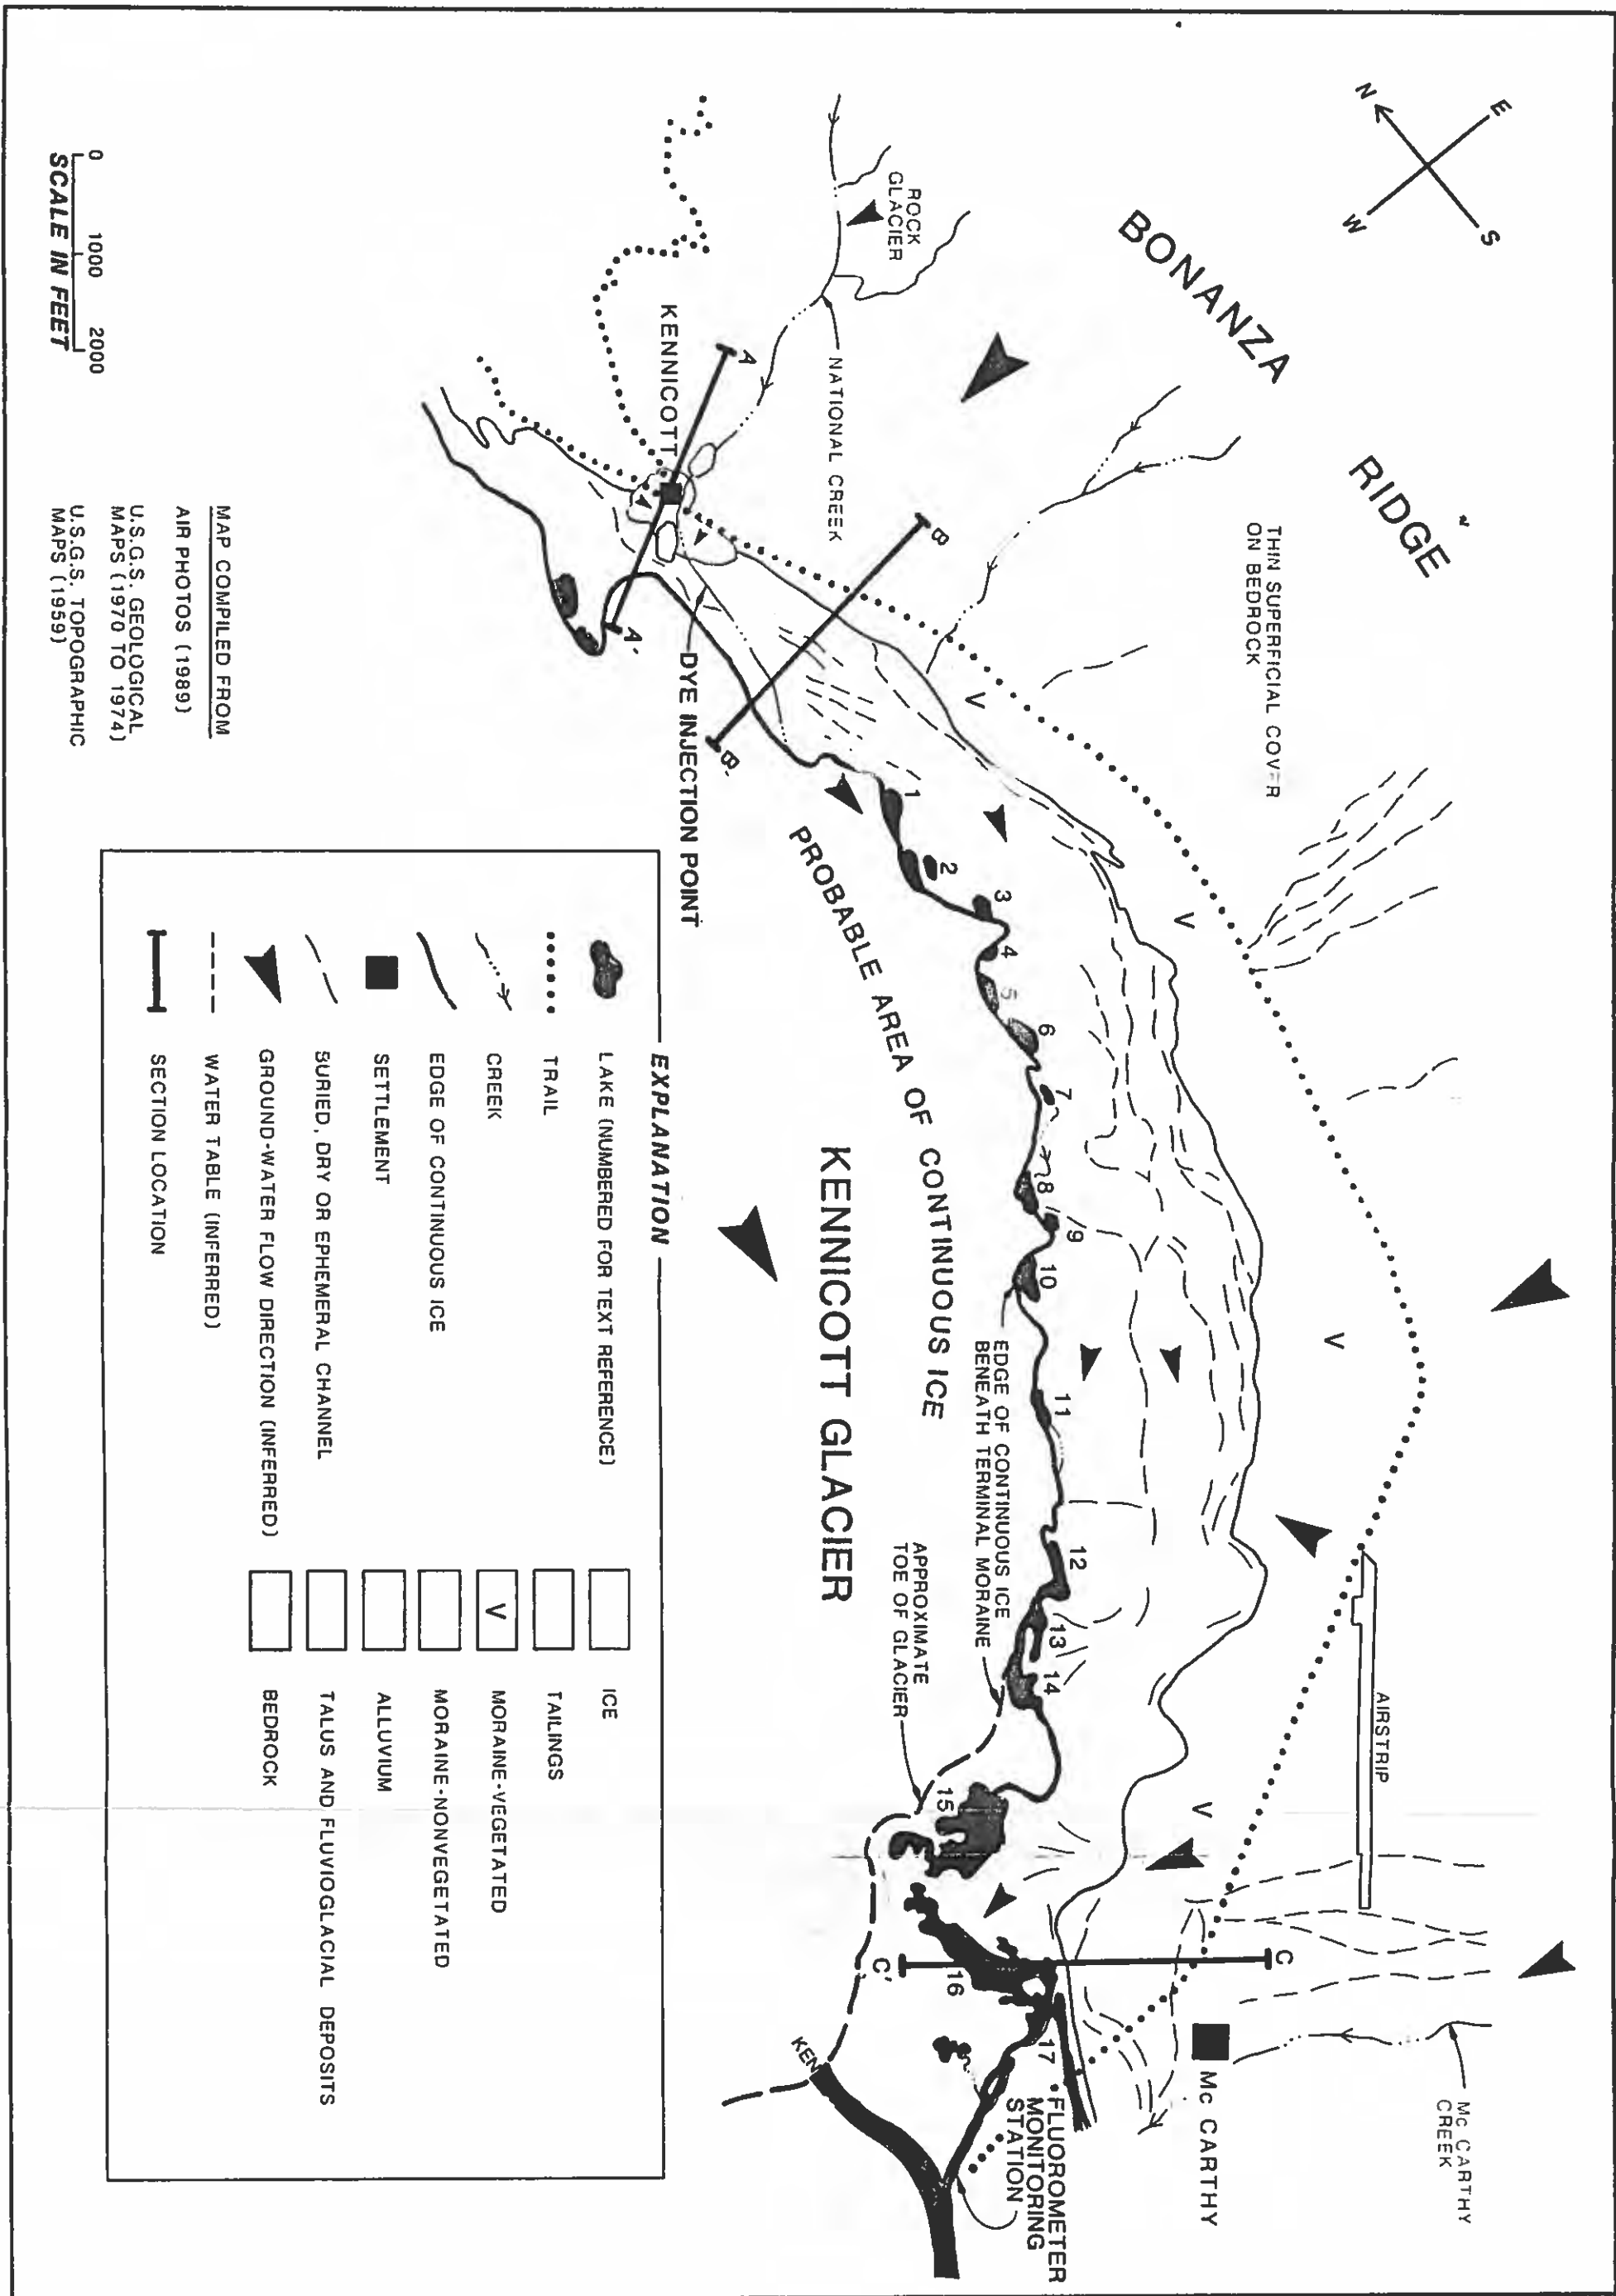 N
E
W
S
BONANZA
RIDGE
ROCK
GLACIER
NATIONAL CREEK
KENNICOTT
A
A'
B
B'
THIN SUPERFICIAL COVER
ON BEDROCK
V
V
V
V
DYE INJECTION POINT
PROBABLE AREA OF CONTINUOUS ICE
KENNICOTT GLACIER
1
2
3
4
5
6
7
8
9
10
11
12
13
14
15
16
17
EDGE OF CONTINUOUS ICE
BENEATH TERMINAL MORAINE
APPROXIMATE
TOE OF GLACIER
AIRSTRIP
C
C'
Mc CARTHY
Mc CARTHY
CREEK
FLUOROMETER
MONITORING
STATION
KEN
0 1000 2000
SCALE IN FEET
MAP COMPILED FROM
AIR PHOTOS (1989)
U.S.G.S. GEOLOGICAL
MAPS (1970 TO 1974)
U.S.G.S. TOPOGRAPHIC
MAPS (1959)
EXPLANATION
LAKE (NUMBERED FOR TEXT REFERENCE)
TRAIL
CREEK
EDGE OF CONTINUOUS ICE
SETTLEMENT
BURIED, DRY OR EPHEMERAL CHANNEL
GROUND-WATER FLOW DIRECTION (INFERRED)
WATER TABLE (INFERRED)
SECTION LOCATION
ICE
TAILINGS
V MORAINE-VEGETATED
MORAINE-NONVEGETATED
ALLUVIUM
TALUS AND FLUVIOGLACIAL DEPOSITS
BEDROCK